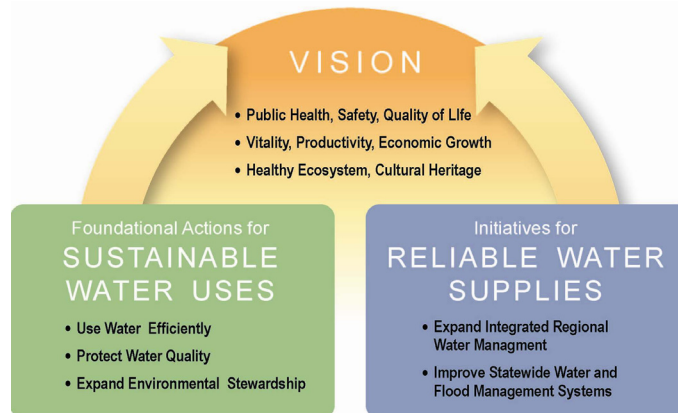 VISION
• Public Health, Safety, Quality of LIfe
• Vitality, Productivity, Economic Growth
• Healthy Ecosystem, Cultural Heritage
Foundational Actions for
SUSTAINABLE
WATER USES
• Use Water Efficiently
• Protect Water Quality
• Expand Environmental Stewardship
Initiatives for
RELIABLE WATER
SUPPLIES
• Expand Integrated Regional
Water Managment
• Improve Statewide Water and
Flood Management Systems